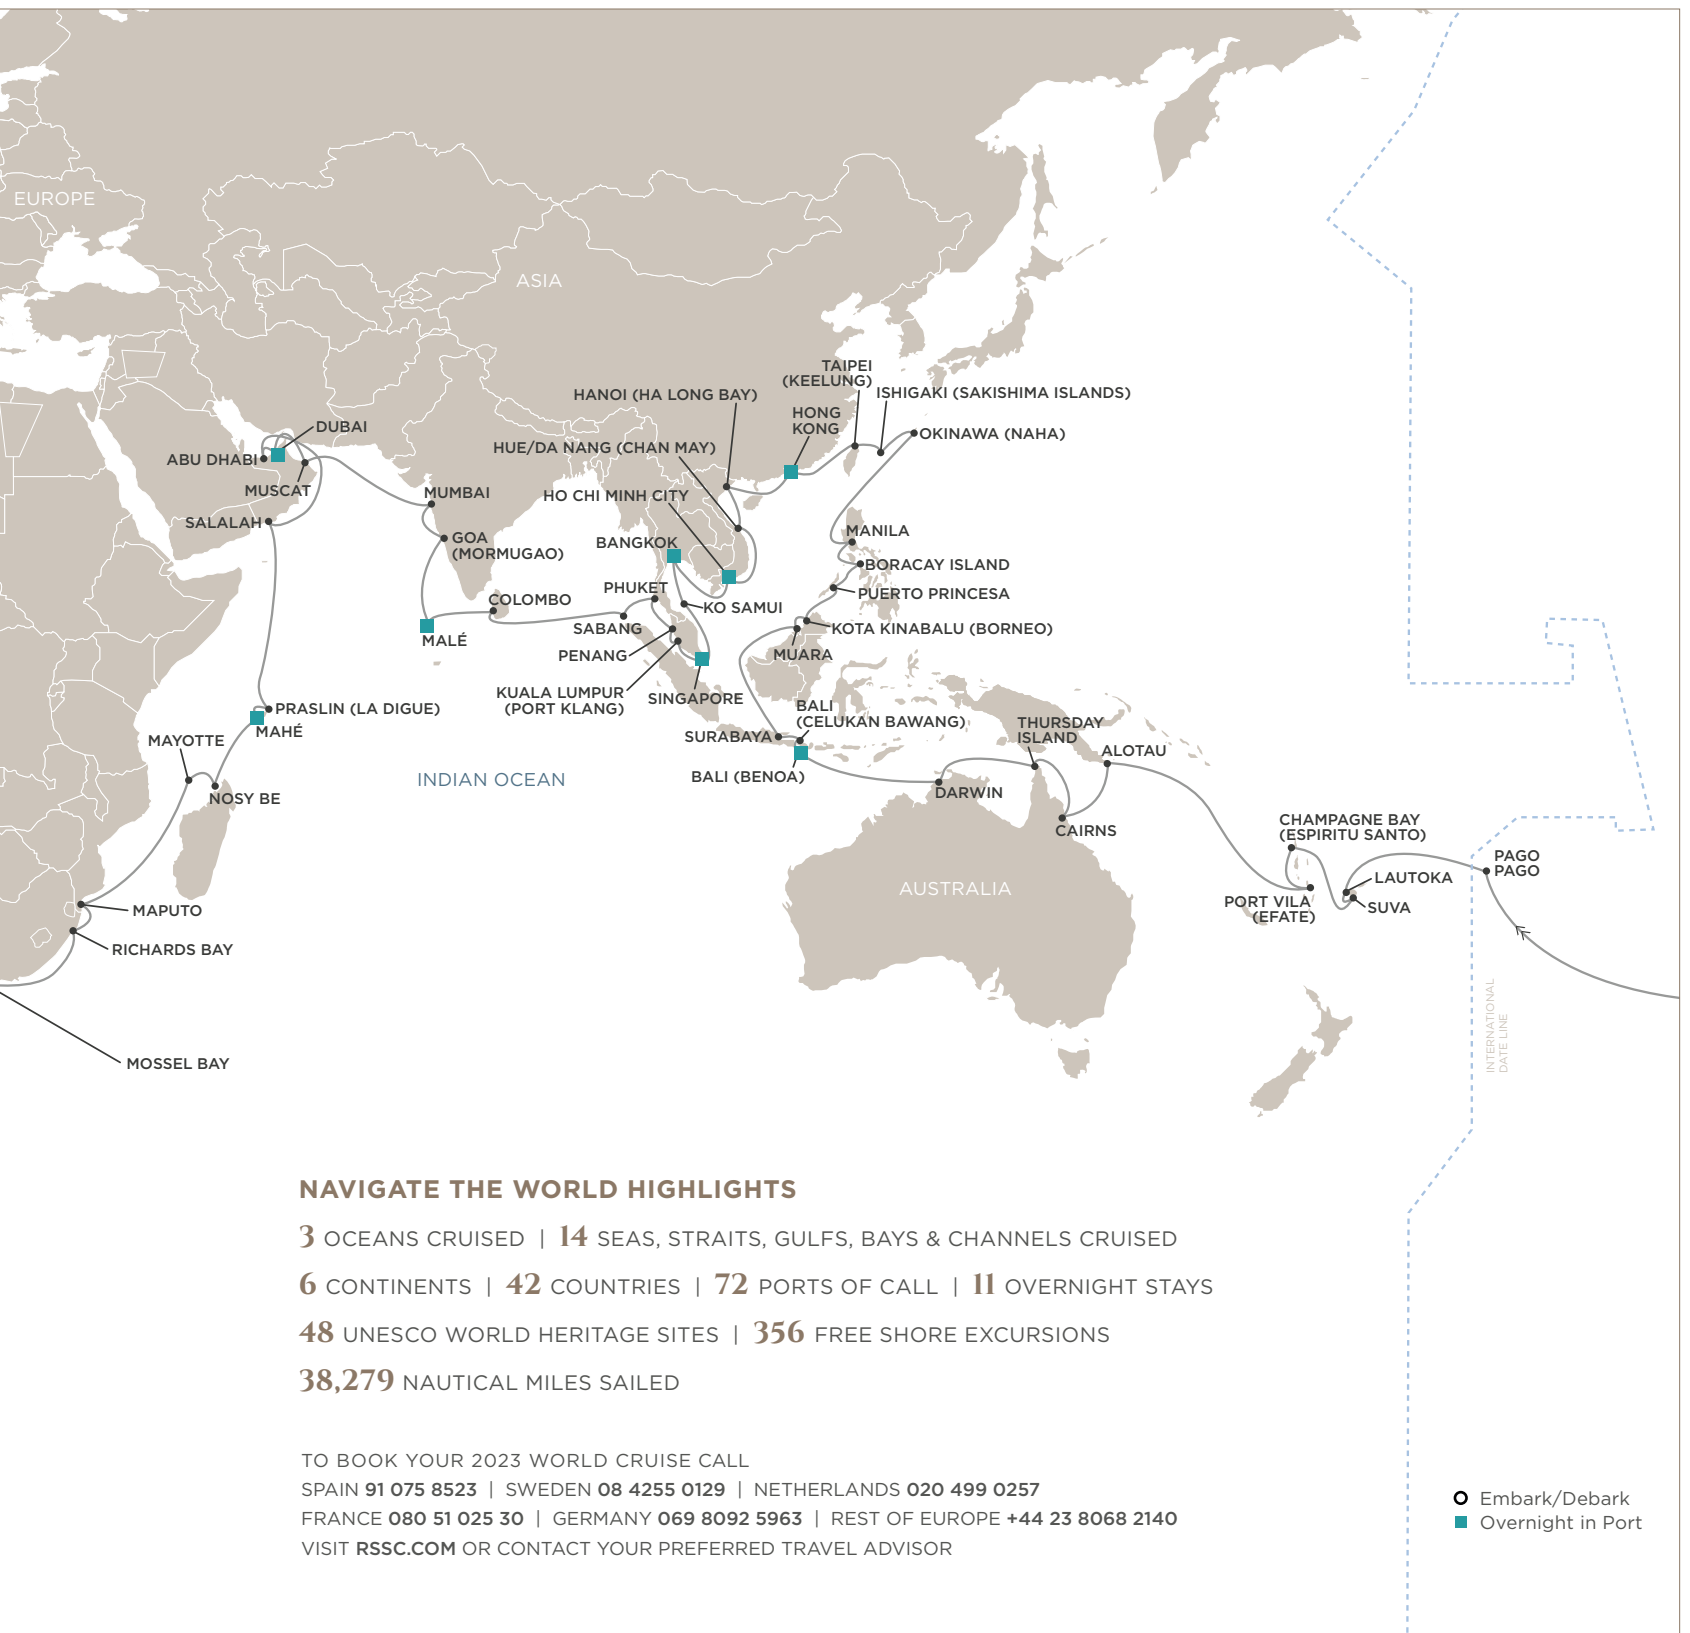 EUROPE
ASIA
TAIPEI
(KEELUNG)
ISHIGAKI (SAKISHIMA ISLANDS)
HANOI (HA LONG BAY)
HONG
KONG
DUBAI
OKINAWA (NAHA)
HUE/DA NANG (CHAN MAY)
ABU DHABI
MUSCAT
MUMBAI
HO CHI MINH CITY
SALALAH
MANILA
GOA
(MORMUGAO)
BANGKOK
BORACAY ISLAND
PHUKET
PUERTO PRINCESA
COLOMBO
KO SAMUI
SABANG
KOTA KINABALU (BORNEO)
MALÉ
PENANG
MUARA
KUALA LUMPUR
(PORT KLANG)
SINGAPORE
PRASLIN (LA DIGUE)
BALI
(CELUKAN BAWANG)
MAHÉ
THURSDAY
ISLAND
MAYOTTE
SURABAYA
ALOTAU
INDIAN OCEAN
BALI (BENOA)
NOSY BE
DARWIN
CAIRNS
CHAMPAGNE BAY
(ESPIRITU SANTO)
PAGO
PAGO
LAUTOKA
AUSTRALIA
PORT VILA
(EFATE)
SUVA
MAPUTO
RICHARDS BAY
INTERNATIONAL
DATE LINE
MOSSEL BAY
NAVIGATE THE WORLD HIGHLIGHTS
3 OCEANS CRUISED | 14 SEAS, STRAITS, GULFS, BAYS & CHANNELS CRUISED
6 CONTINENTS | 42 COUNTRIES | 72 PORTS OF CALL | 11 OVERNIGHT STAYS
48 UNESCO WORLD HERITAGE SITES | 356 FREE SHORE EXCURSIONS
38,279 NAUTICAL MILES SAILED
TO BOOK YOUR 2023 WORLD CRUISE CALL
SPAIN 91 075 8523 | SWEDEN 08 4255 0129 | NETHERLANDS 020 499 0257
FRANCE 080 51 025 30 | GERMANY 069 8092 5963 | REST OF EUROPE +44 23 8068 2140
VISIT RSSC.COM OR CONTACT YOUR PREFERRED TRAVEL ADVISOR
Embark/Debark
Overnight in Port